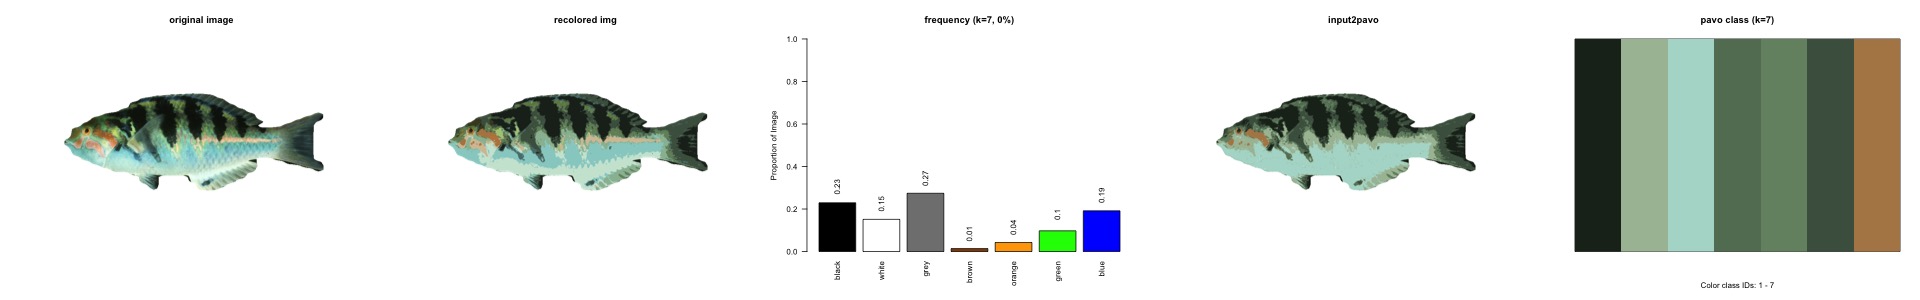 original image
recolored img
frequency (k=7, 0%)
input2pavo
pavo class (k=7)
Proportion of Image
1.0
0.8
0.6
0.4
0.2
0.0
0.23
0.15
0.27
0.01
0.04
0.1
0.19
black
white
grey
brown
orange
green
blue
Color class IDs: 1 - 7